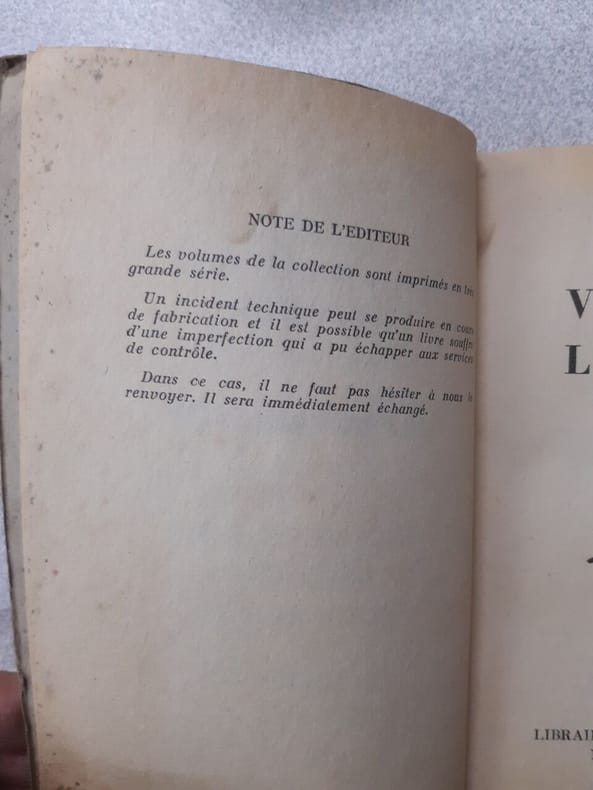 NOTE DE L'EDITEUR
Les volumes de la collection sont imprimés en très
grande série.
Un incident technique peut se produire en cours
de fabrication et il est possible qu'un livre souffre
d'une imperfection qui a pu échapper aux services
de contrôle.
Dans ce cas, il ne faut pas hésiter à nous le
renvoyer. Il sera immédiatement échangé.
V
L
LIBRAI